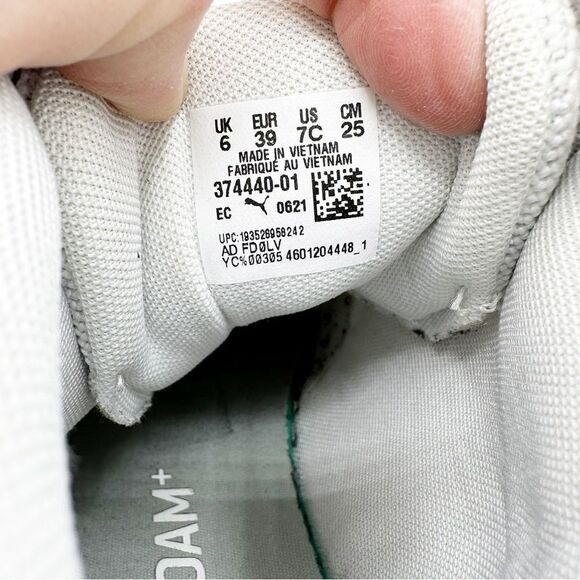 UK EUR US CM
6 39 7C 25
MADE IN VIETNAM
FABRIQUÉ AU VIETNAM
374440-01
EC 0621
UPC:193526958242
AD FD0LV
YC%00305 4601204448_1
OAM+